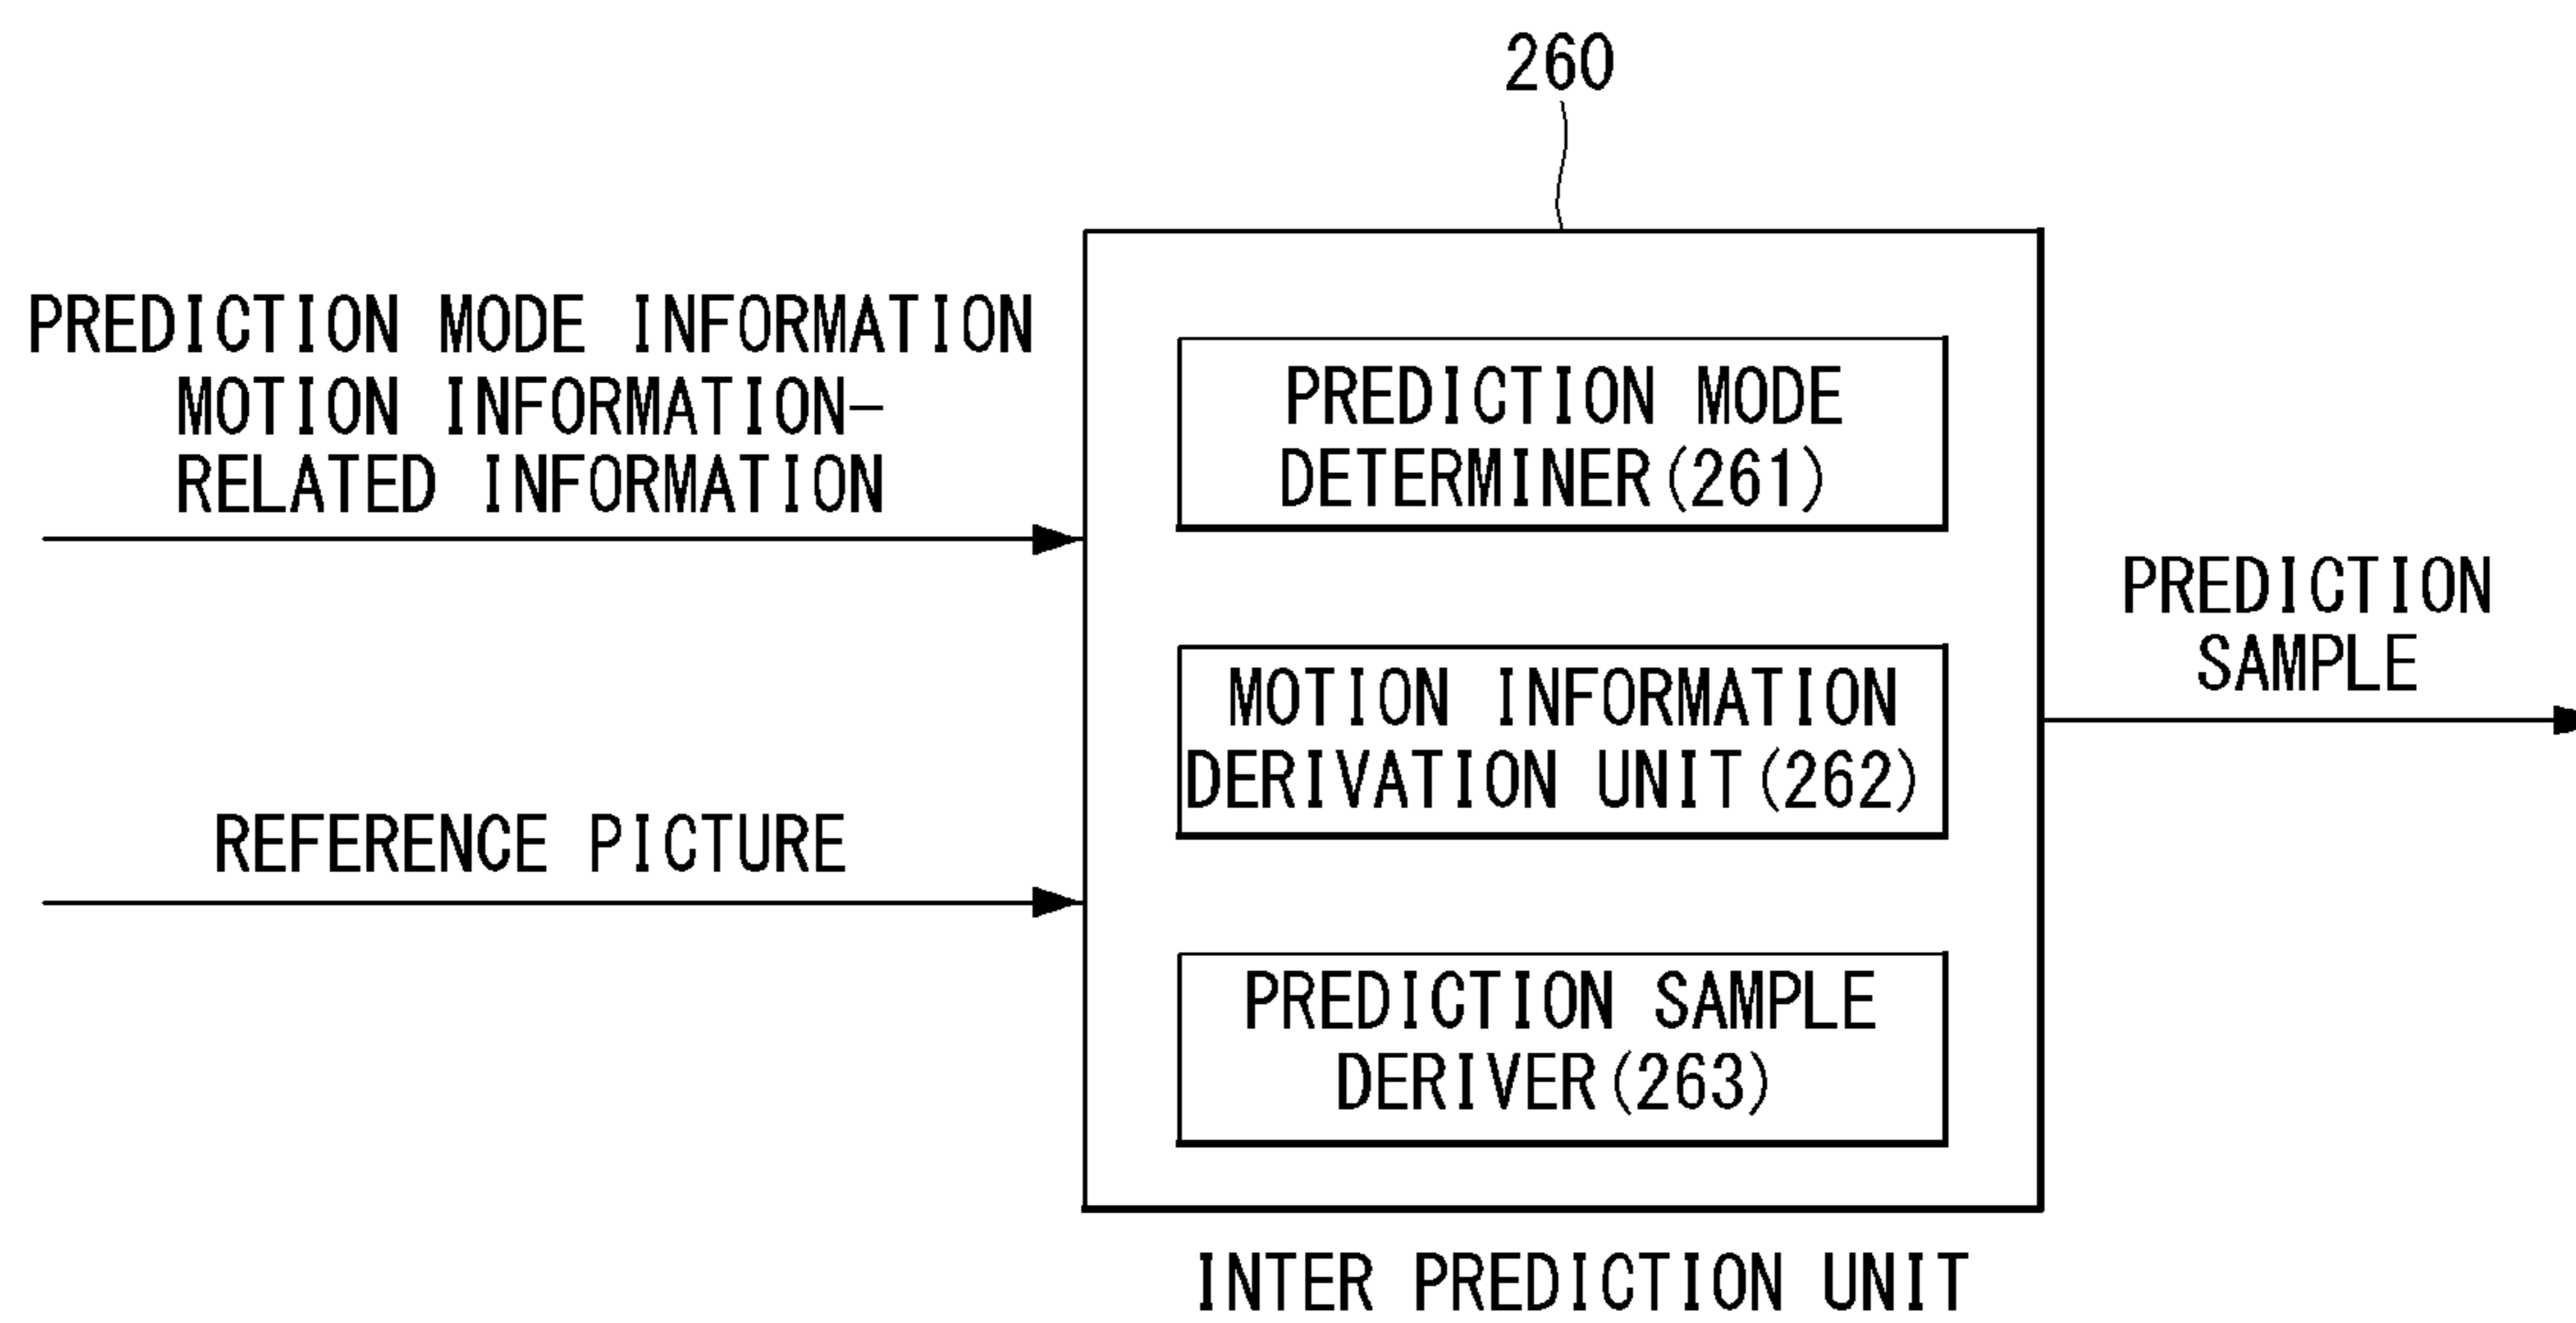 260
PREDICTION MODE INFORMATION
MOTION INFORMATION-
RELATED INFORMATION
REFERENCE PICTURE
PREDICTION MODE
DETERMINER(261)
MOTION INFORMATION
DERIVATION UNIT(262)
PREDICTION SAMPLE
DERIVER(263)
PREDICTION
SAMPLE
INTER PREDICTION UNIT